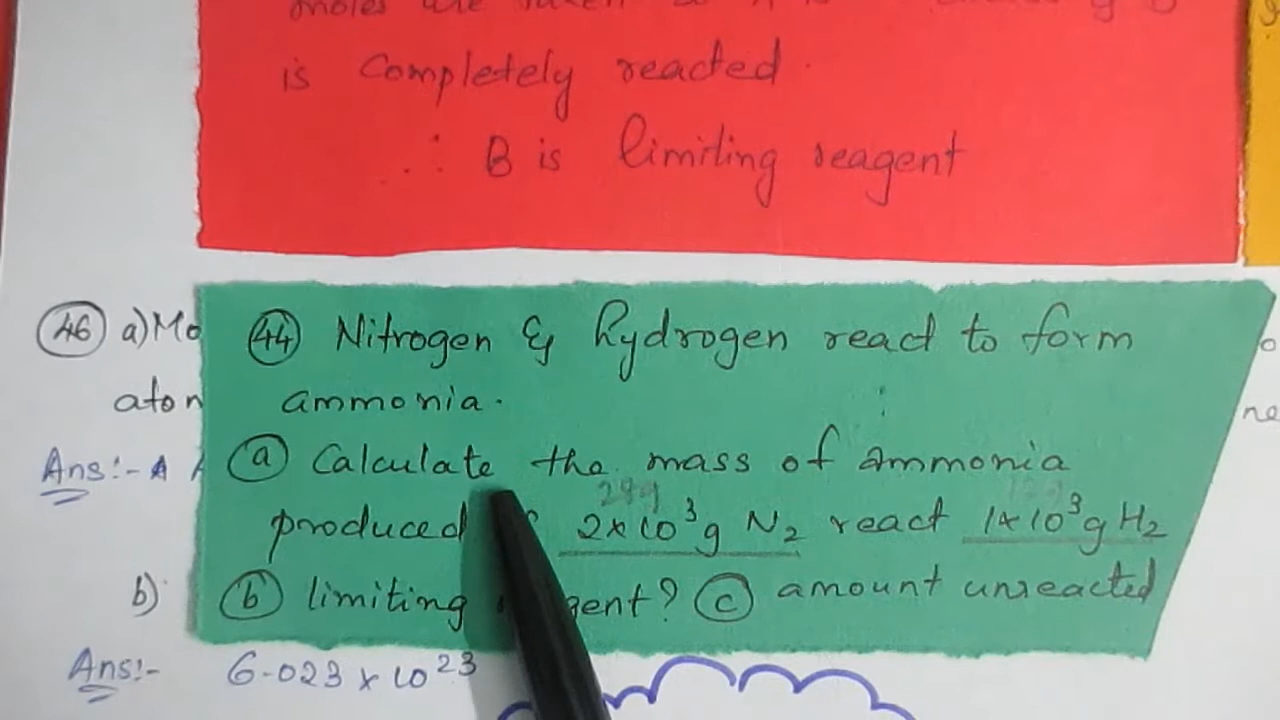 is Completely reacted.
∴ B is limiting reagent
46 a) Mo
aton
Ans:- A
44 Nitrogen & hydrogen react to form
ammonia.
a Calculate the mass of ammonia
28g
produced 2×10³g N₂ react 1×10³g H₂
b limiting gent? c amount unreacted
b)
Ans:- 6.023 × 10²³